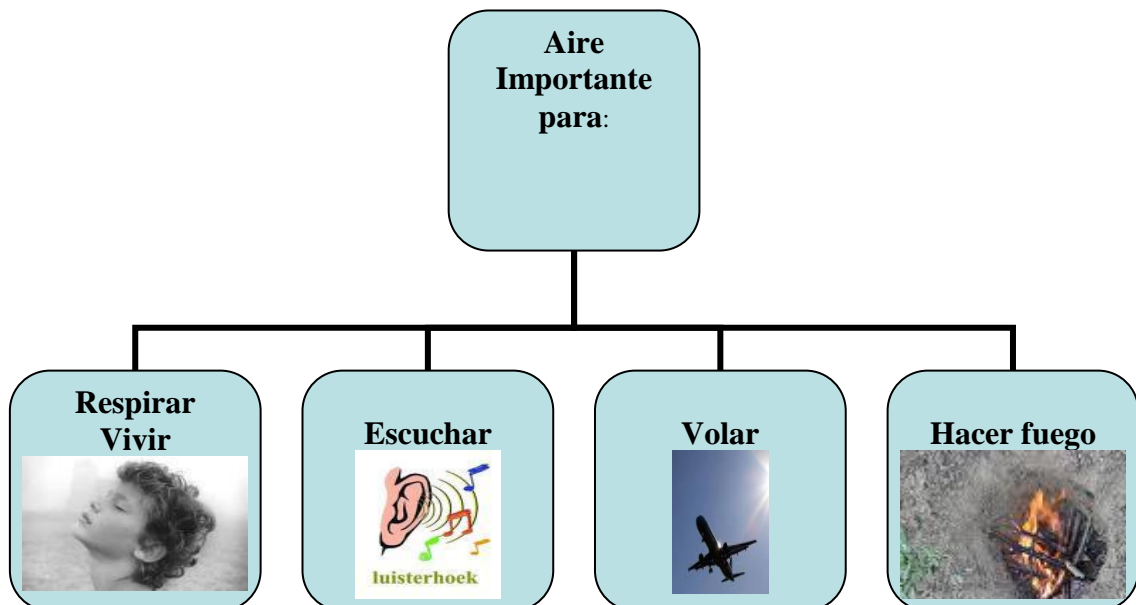 Aire
Importante
para:
Respirar
Vivir
Escuchar
Volar
Hacer fuego
luisterhoek